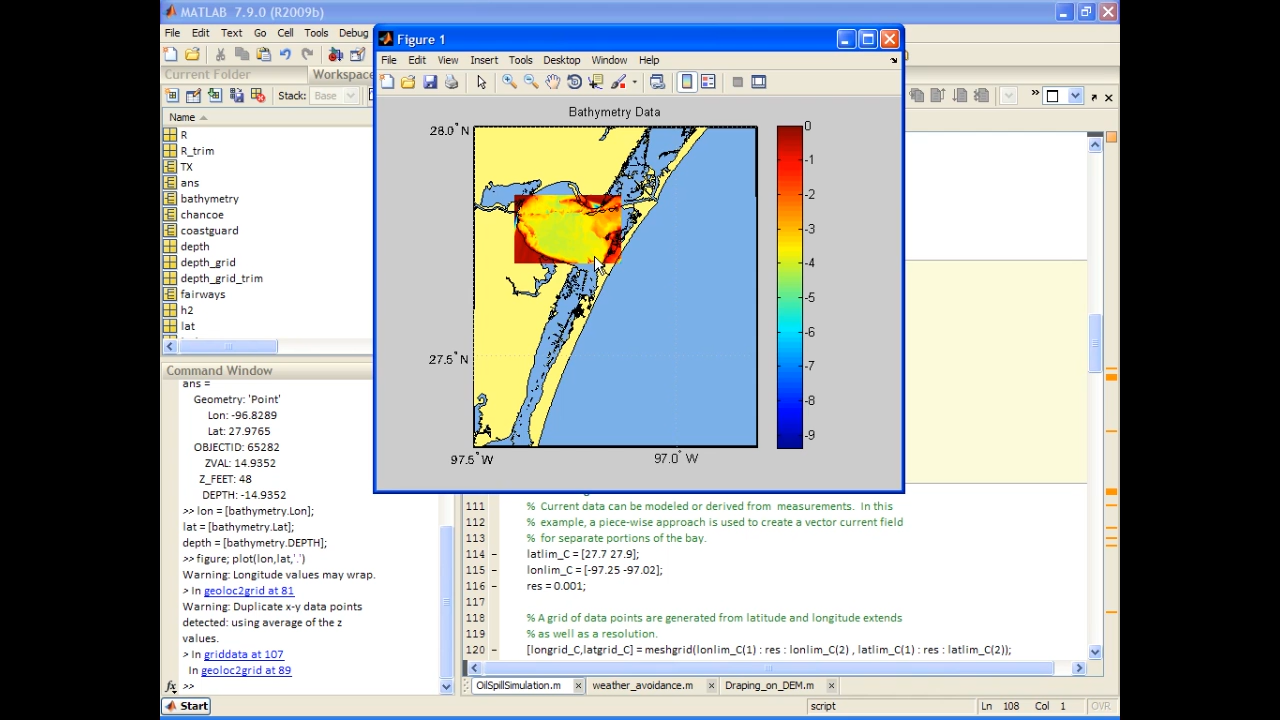 MATLAB 7.9.0 (R2009b)
File Edit Text Go Cell Tools Debug
Current Folder Workspace
Stack: Base
Name
R
R_trim
TX
ans
bathymetry
chancoe
coastguard
depth
depth_grid
depth_grid_trim
fairways
h2
lat
Command Window
ans =
Geometry: 'Point'
Lon: -96.8289
Lat: 27.9765
OBJECTID: 65282
ZVAL: 14.9352
Z_FEET: 48
DEPTH: -14.9352
>> lon = [bathymetry.Lon];
lat = [bathymetry.Lat];
depth = [bathymetry.DEPTH];
>> figure; plot(lon,lat,'.')
Warning: Longitude values may wrap.
> In geoloc2grid at 81
Warning: Duplicate x-y data points
detected: using average of the z
values.
> In griddata at 107
In geoloc2grid at 89
fx >>
Start
Figure 1
File Edit View Insert Tools Desktop Window Help
Bathymetry Data
28.0° N
27.5° N
97.5° W
97.0° W
0
-1
-2
-3
-4
-5
-6
-7
-8
-9
111 % Current data can be modeled or derived from measurements. In this
112 % example, a piece-wise approach is used to create a vector current field
113 % for separate portions of the bay.
114 – latlim_C = [27.7 27.9];
115 – lonlim_C = [-97.25 -97.02];
116 – res = 0.001;
117
118 % A grid of data points are generated from latitude and longitude extends
119 % as well as a resolution.
120 – [longrid_C,latgrid_C] = meshgrid(lonlim_C(1) : res : lonlim_C(2) , latlim_C(1) : res : latlim_C(2));
OilSpillSimulation.m × weather_avoidance.m × Draping_on_DEM.m ×
script Ln 108 Col 1 OVR